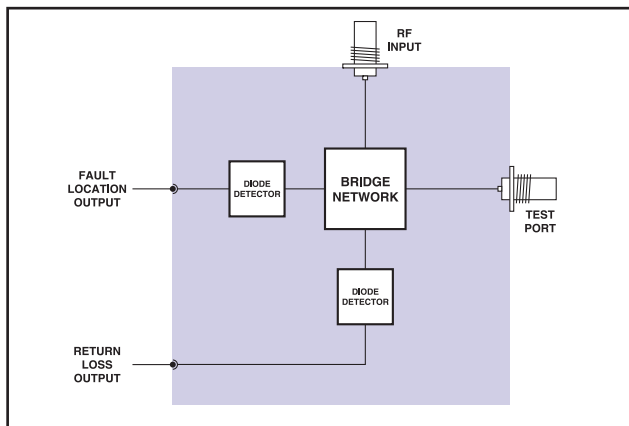 RF
INPUT
FAULT
LOCATION
OUTPUT
DIODE
DETECTOR
BRIDGE
NETWORK
TEST
PORT
DIODE
DETECTOR
RETURN
LOSS
OUTPUT